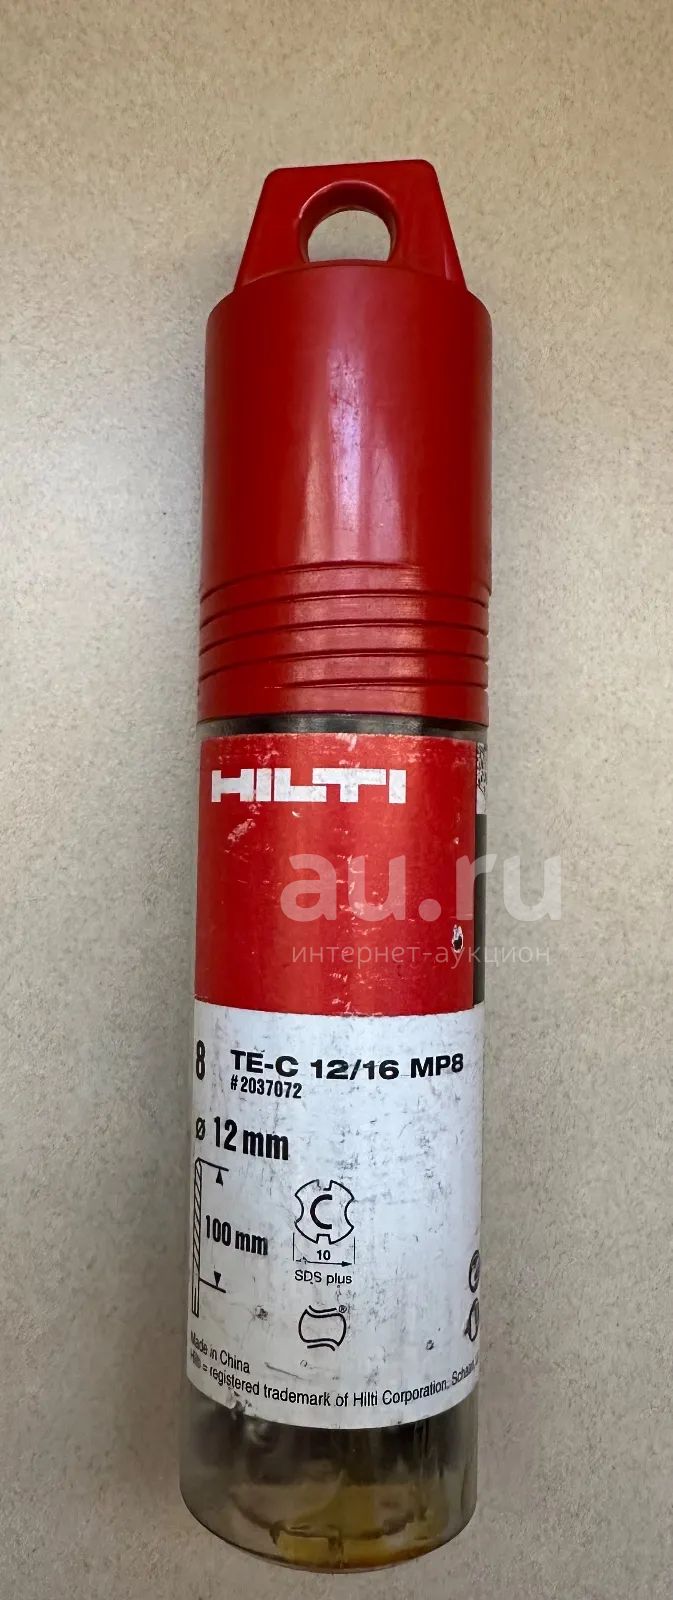 HILTI
au.ru
интернет-аукцион
8 TE-C 12/16 MP8
# 2037072
ø 12 mm
100 mm
C
10
SDS plus
®
Made in China
= registered trademark of Hilti Corporation,